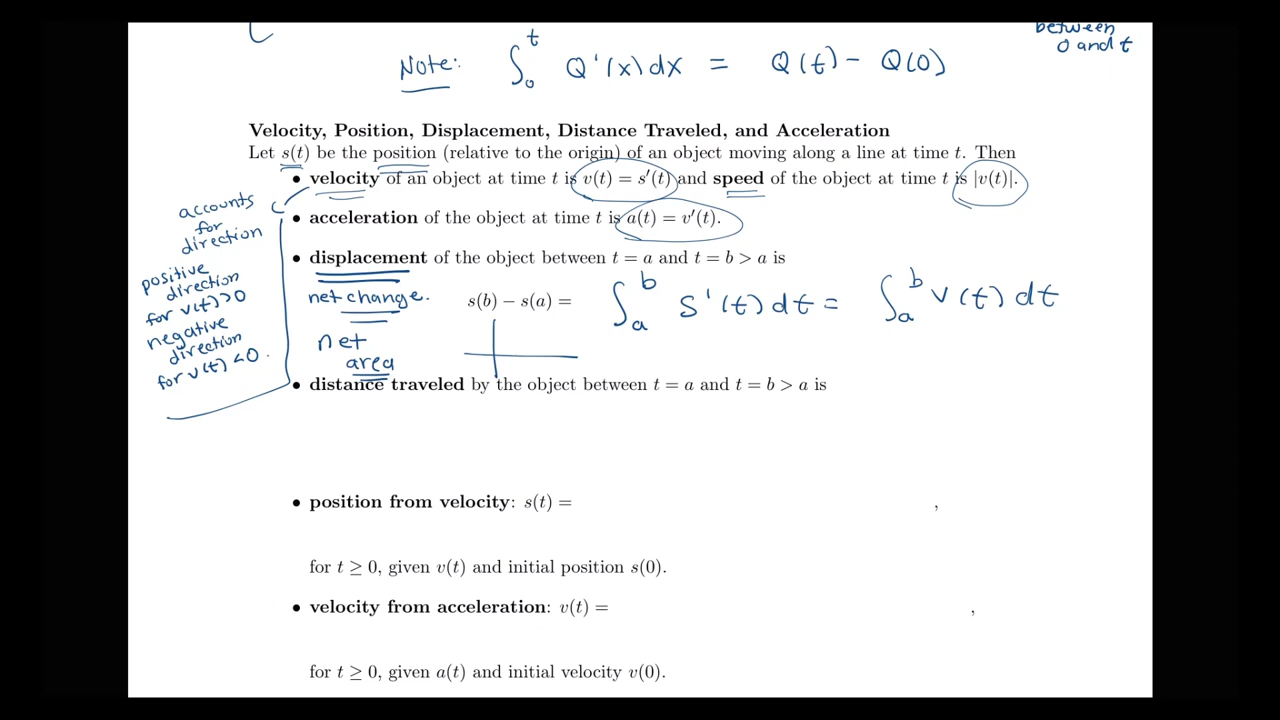 between
0 and t
Note: ∫₀ᵗ Q'(x) dx = Q(t) - Q(0)
Velocity, Position, Displacement, Distance Traveled, and Acceleration
Let s(t) be the position (relative to the origin) of an object moving along a line at time t. Then
• velocity of an object at time t is v(t) = s′(t) and speed of the object at time t is |v(t)|.
accounts
for
direction
• acceleration of the object at time t is a(t) = v′(t).
• displacement of the object between t = a and t = b > a is
positive
direction
for v(t)>0
negative
direction
for v(t) <0.
net change.
s(b) − s(a) = ∫ₐᵇ s'(t) dt = ∫ₐᵇ v(t) dt
net
area
• distance traveled by the object between t = a and t = b > a is
• position from velocity: s(t) = ,
for t ≥ 0, given v(t) and initial position s(0).
• velocity from acceleration: v(t) = ,
for t ≥ 0, given a(t) and initial velocity v(0).